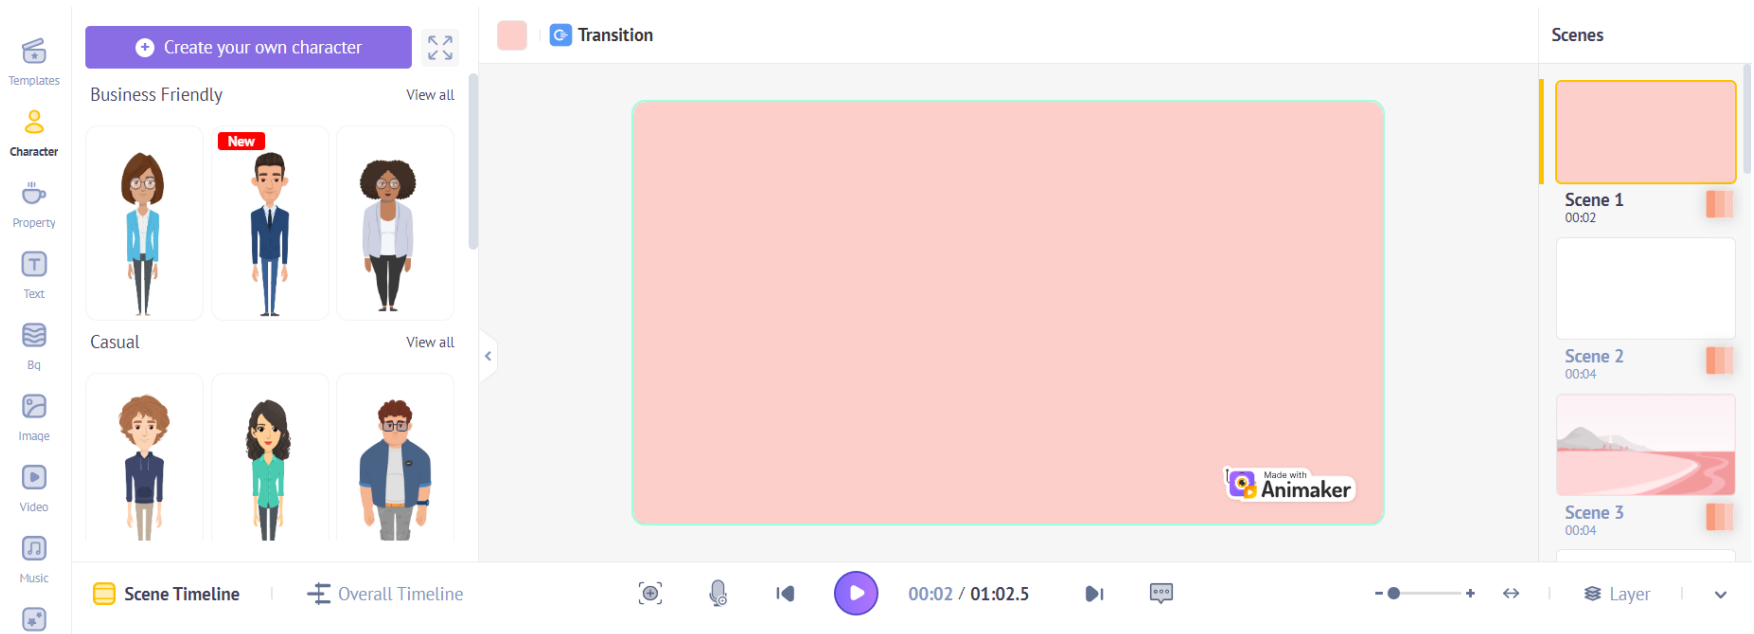 Templates
Character
Property
Text
Bg
Image
Video
Music
Create your own character
Business Friendly
View all
New
Casual
View all
Transition
Made with
Animaker
Scenes
Scene 1
00:02
Scene 2
00:04
Scene 3
00:04
Scene Timeline
Overall Timeline
00:02 / 01:02.5
Layer